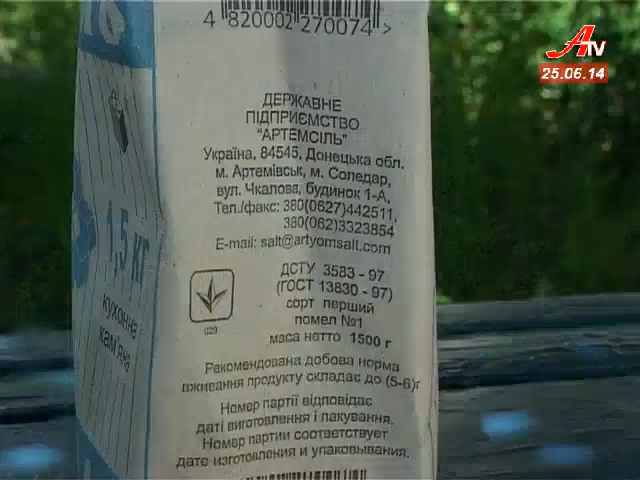 4 820002 270074 >
ATV
25.06.14
ДЕРЖАВНЕ
ПІДПРИЄМСТВО
"АРТЕМСІЛЬ"
Україна, 84545, Донецька обл.
м. Артемівськ, м. Соледар,
вул. Чкалова, будинок 1-А,
Тел./факс: 380(0627)442511,
380(062)3323854
E-mail: salt@artyomsalt.com
ДСТУ 3583 - 97
(ГОСТ 13830 - 97)
сорт перший
помел №1
маса нетто 1500 г
029
Рекомендована добова норма
вживання продукту складає до (5-6)г
Номер партії відповідає
даті виготовлення і пакування.
Номер партии соответствует
дате изготовления и упаковывания.
1,5 КГ
кухонна
кам'яна